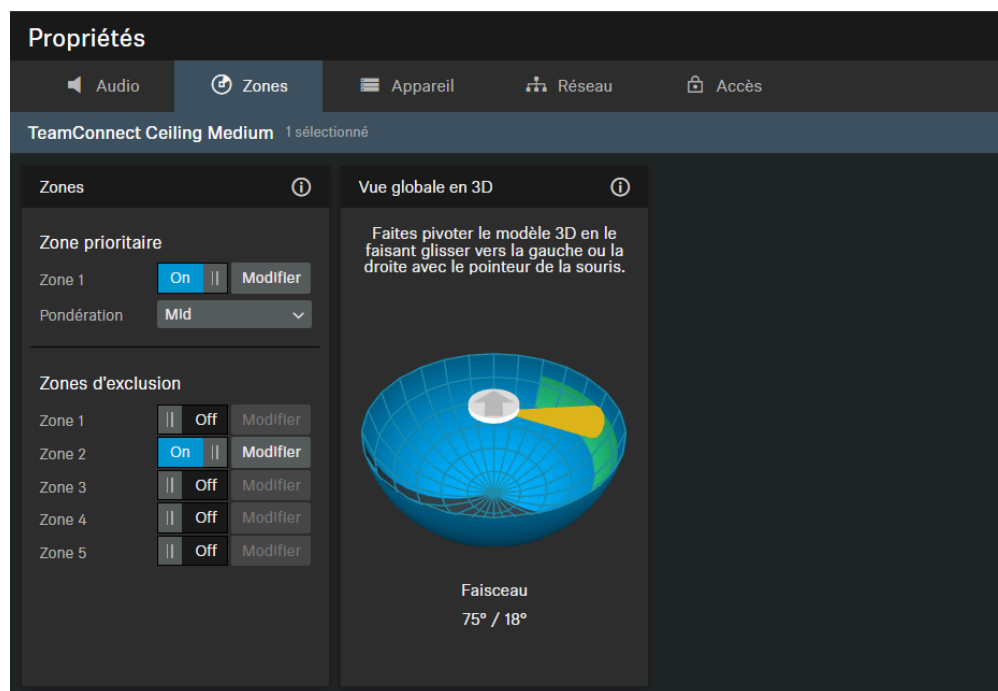 Propriétés
Audio Zones Appareil Réseau Accès
TeamConnect Ceiling Medium 1 sélectionné
Zones
Zone prioritaire
Zone 1 On Modifier
Pondération Mid
Zones d'exclusion
Zone 1 Off Modifier
Zone 2 On Modifier
Zone 3 Off Modifier
Zone 4 Off Modifier
Zone 5 Off Modifier
Vue globale en 3D
Faites pivoter le modèle 3D en le
faisant glisser vers la gauche ou la
droite avec le pointeur de la souris.
Faisceau
75° / 18°